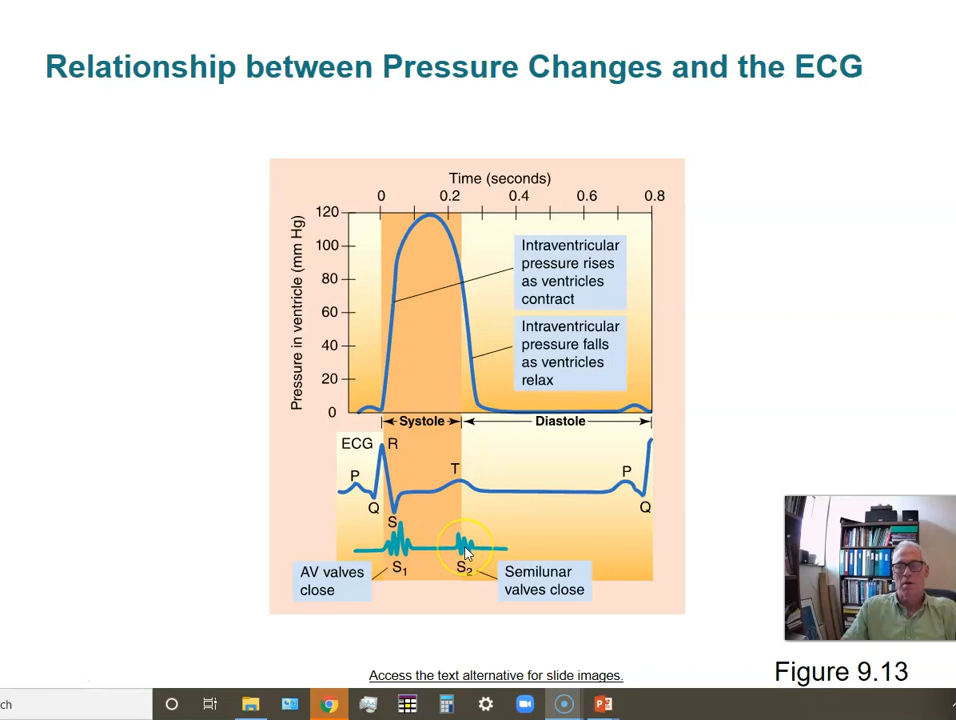 Relationship between Pressure Changes and the ECG
Time (seconds)
0 0.2 0.4 0.6 0.8
Pressure in ventricle (mm Hg)
120
100
80
60
40
20
0
Intraventricular
pressure rises
as ventricles
contract
Intraventricular
pressure falls
as ventricles
relax
Systole Diastole
ECG R
P T P
Q Q
S
S1 S2
AV valves
close
Semilunar
valves close
Access the text alternative for slide images.
Figure 9.13
ch